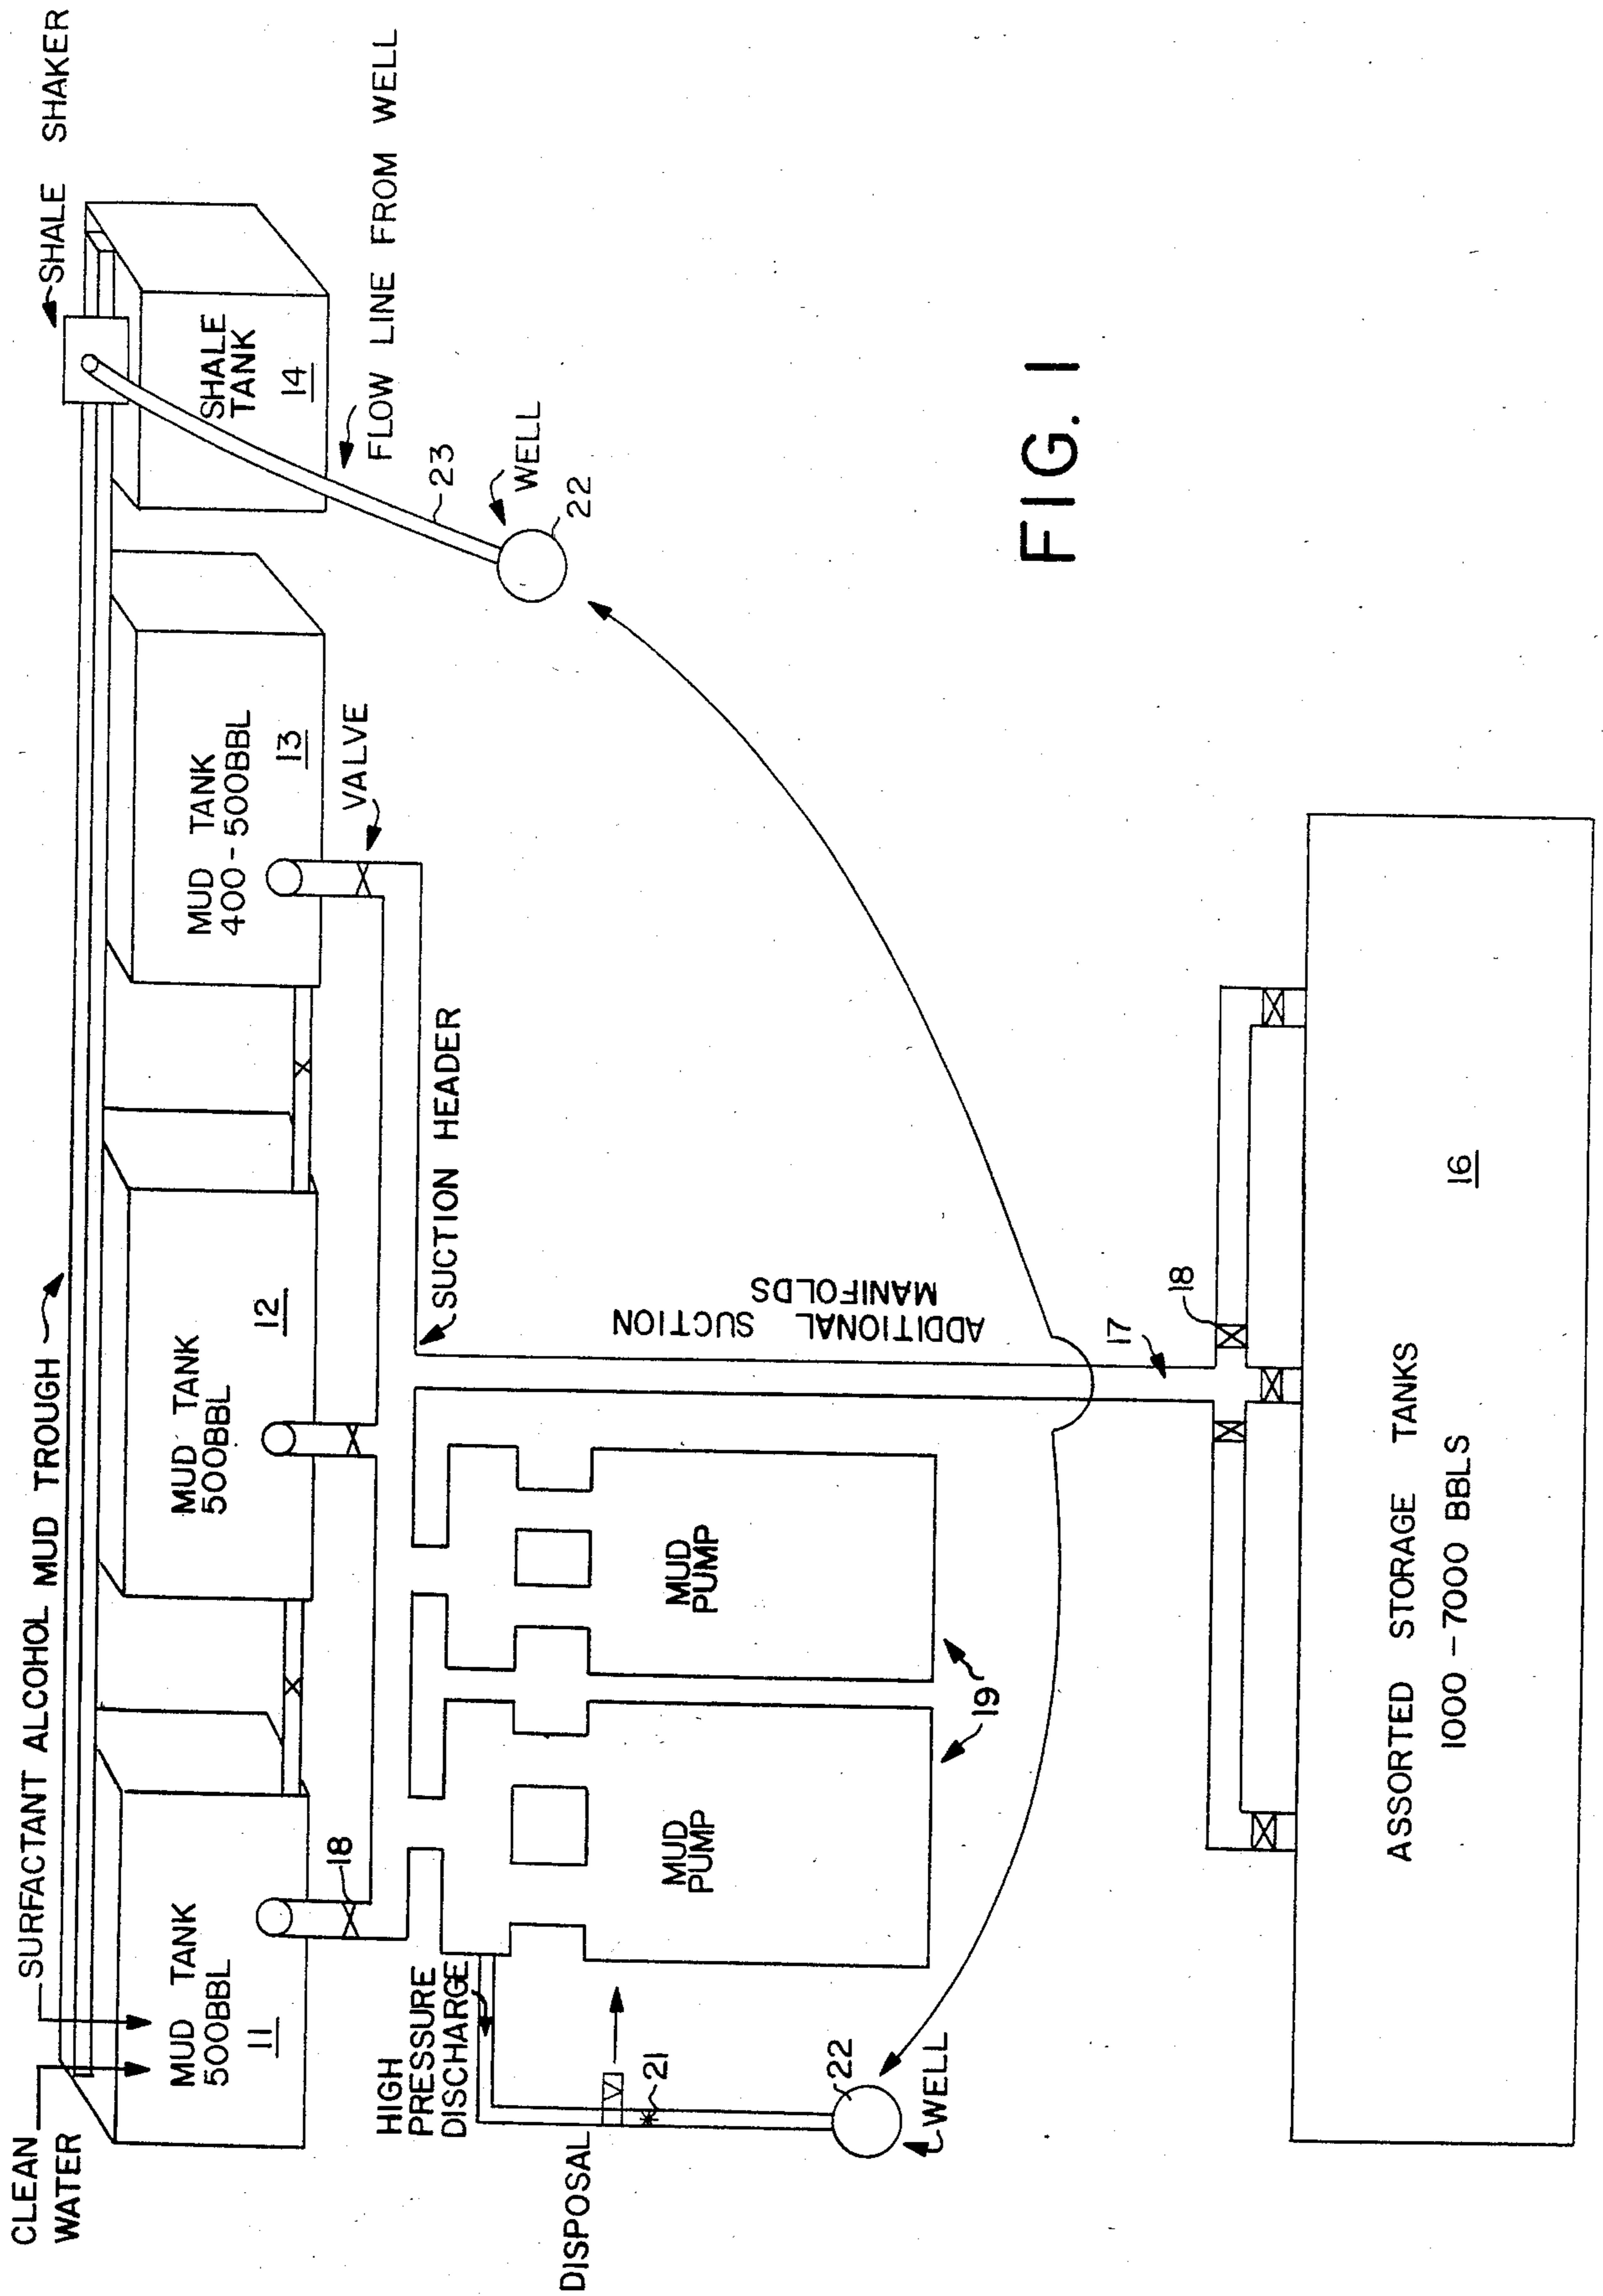 CLEAN
WATER
SURFACTANT ALCOHOL
MUD TROUGH
SHALE SHAKER
MUD TANK
500BBL
11
MUD TANK
500BBL
12
MUD TANK
400-500BBL
13
SHALE
TANK
14
18
VALVE
FLOW LINE FROM WELL
23
WELL
22
SUCTION HEADER
HIGH
PRESSURE
DISCHARGE
DISPOSAL
21
22
WELL
MUD
PUMP
MUD
PUMP
19
ADDITIONAL SUCTION
MANIFOLDS
17
18
ASSORTED STORAGE TANKS
1000-7000 BBLS
16
FIG. 1